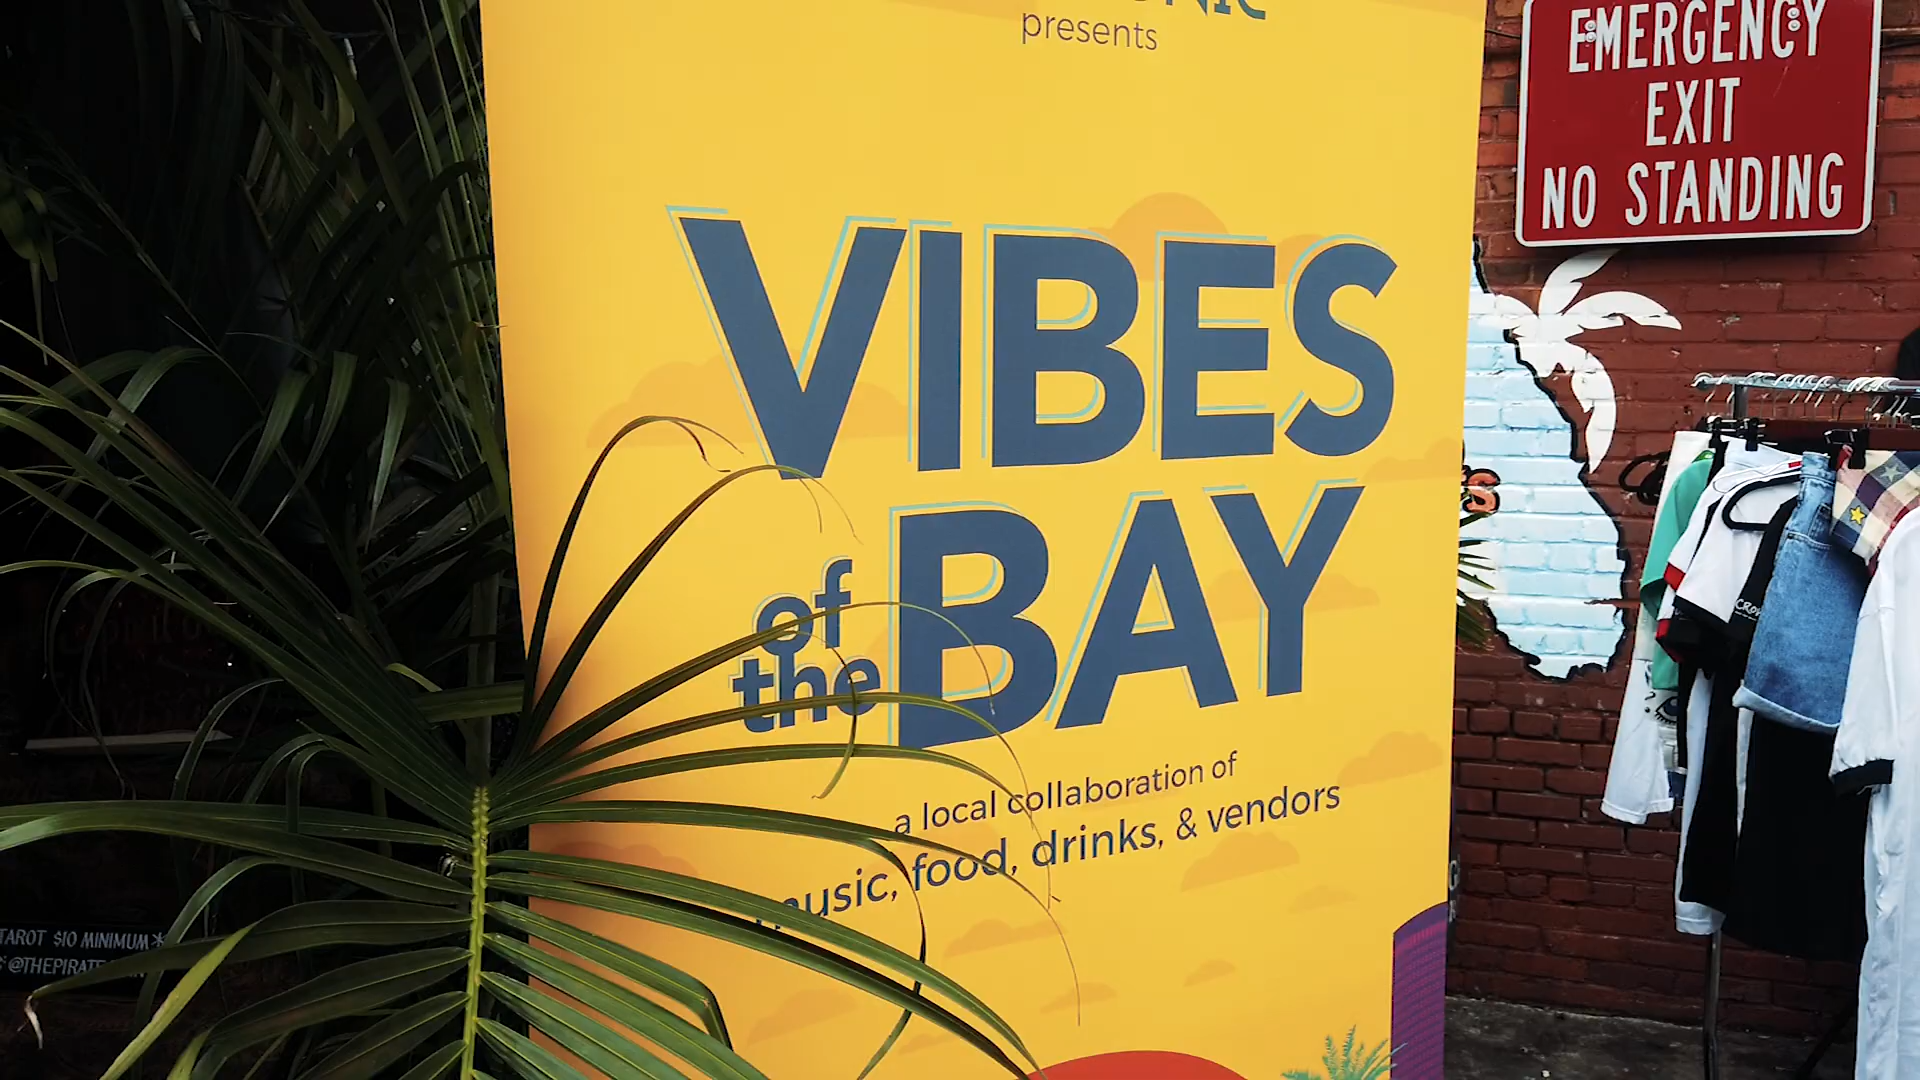 presents
VIBES
of
the BAY
a local collaboration of
music, food, drinks, & vendors
EMERGENCY
EXIT
NO STANDING
TAROT $10 MINIMUM*